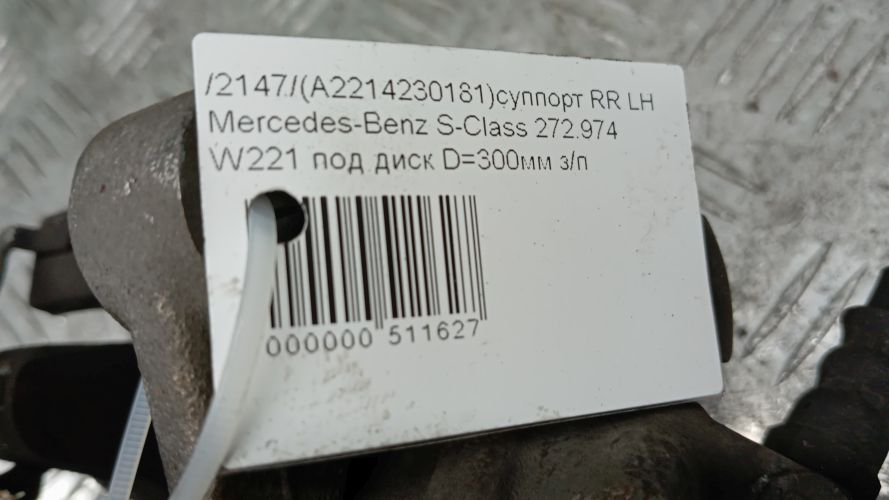 /2147/(A2214230181)суппорт RR LH
Mercedes-Benz S-Class 272.974
W221 под диск D=300мм з/п
000000 511627